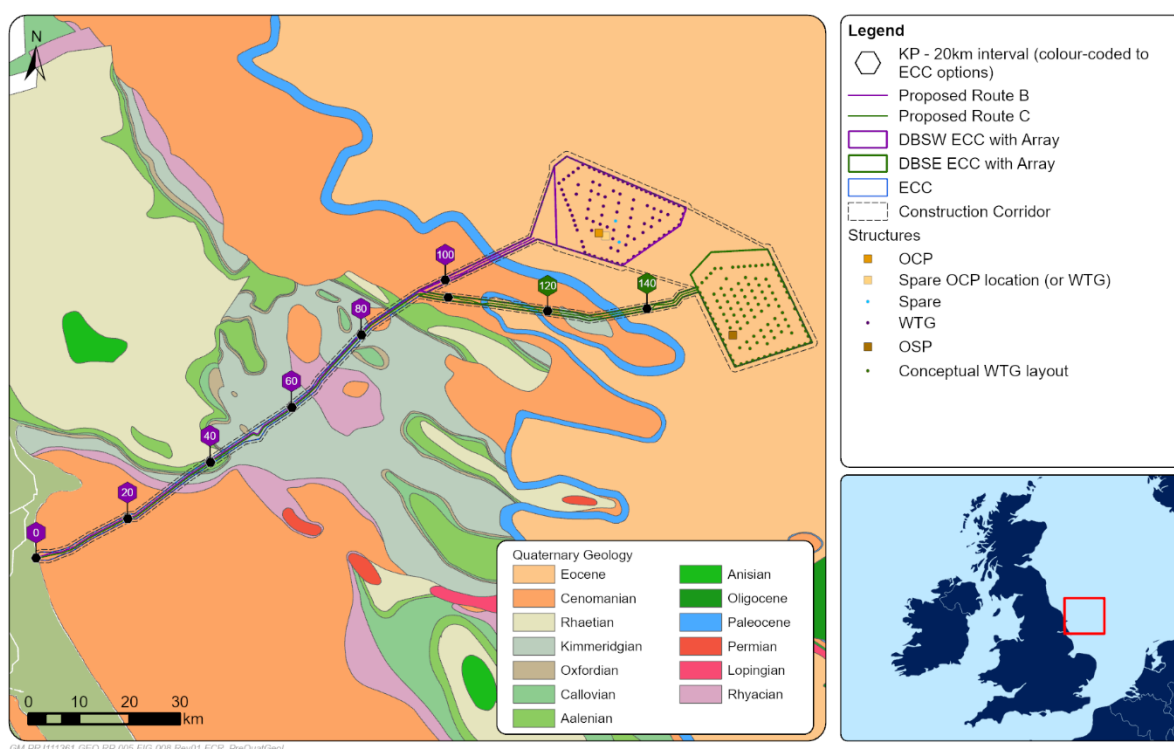 N
0
20
40
60
80
100
120
140
Legend
KP - 20km interval (colour-coded to
ECC options)
Proposed Route B
Proposed Route C
DBSW ECC with Array
DBSE ECC with Array
ECC
Construction Corridor
Structures
OCP
Spare OCP location (or WTG)
Spare
WTG
OSP
Conceptual WTG layout
Quaternary Geology
Eocene
Cenomanian
Rhaetian
Kimmeridgian
Oxfordian
Callovian
Aalenian
Anisian
Oligocene
Paleocene
Permian
Lopingian
Rhyacian
0 10 20 30
km